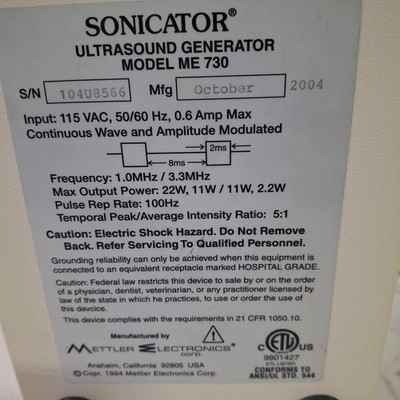 SONICATOR®
ULTRASOUND GENERATOR
MODEL ME 730
S/N 104U8566 Mfg October 2004
Input: 115 VAC, 50/60 Hz, 0.6 Amp Max
Continuous Wave and Amplitude Modulated
2ms
8ms
Frequency: 1.0MHz / 3.3MHz
Max Output Power: 22W, 11W / 11W, 2.2W
Pulse Rep Rate: 100Hz
Temporal Peak/Average Intensity Ratio: 5:1
Caution: Electric Shock Hazard. Do Not Remove
Back. Refer Servicing To Qualified Personnel.
Grounding reliability can only be achieved when this equipment is
connected to an equivalent receptacle marked HOSPITAL GRADE.
Caution: Federal law restricts this device to sale by or on the order
of a physician, dentist, veterinarian, or any practitioner licensed by
law of the state in which he practices, to use or order the use of
this devcice.
This device complies with the requirements in 21 CFR 1050.10.
Manufactured by
METTLER ELECTRONICS
corp.
Anaheim, California 92805 USA
© Copr. 1994 Mettler Electronics Corp.
C ETL US
LISTED
9801427
ETL LISTED
CONFORMS TO
ANSI/UL STD. 544